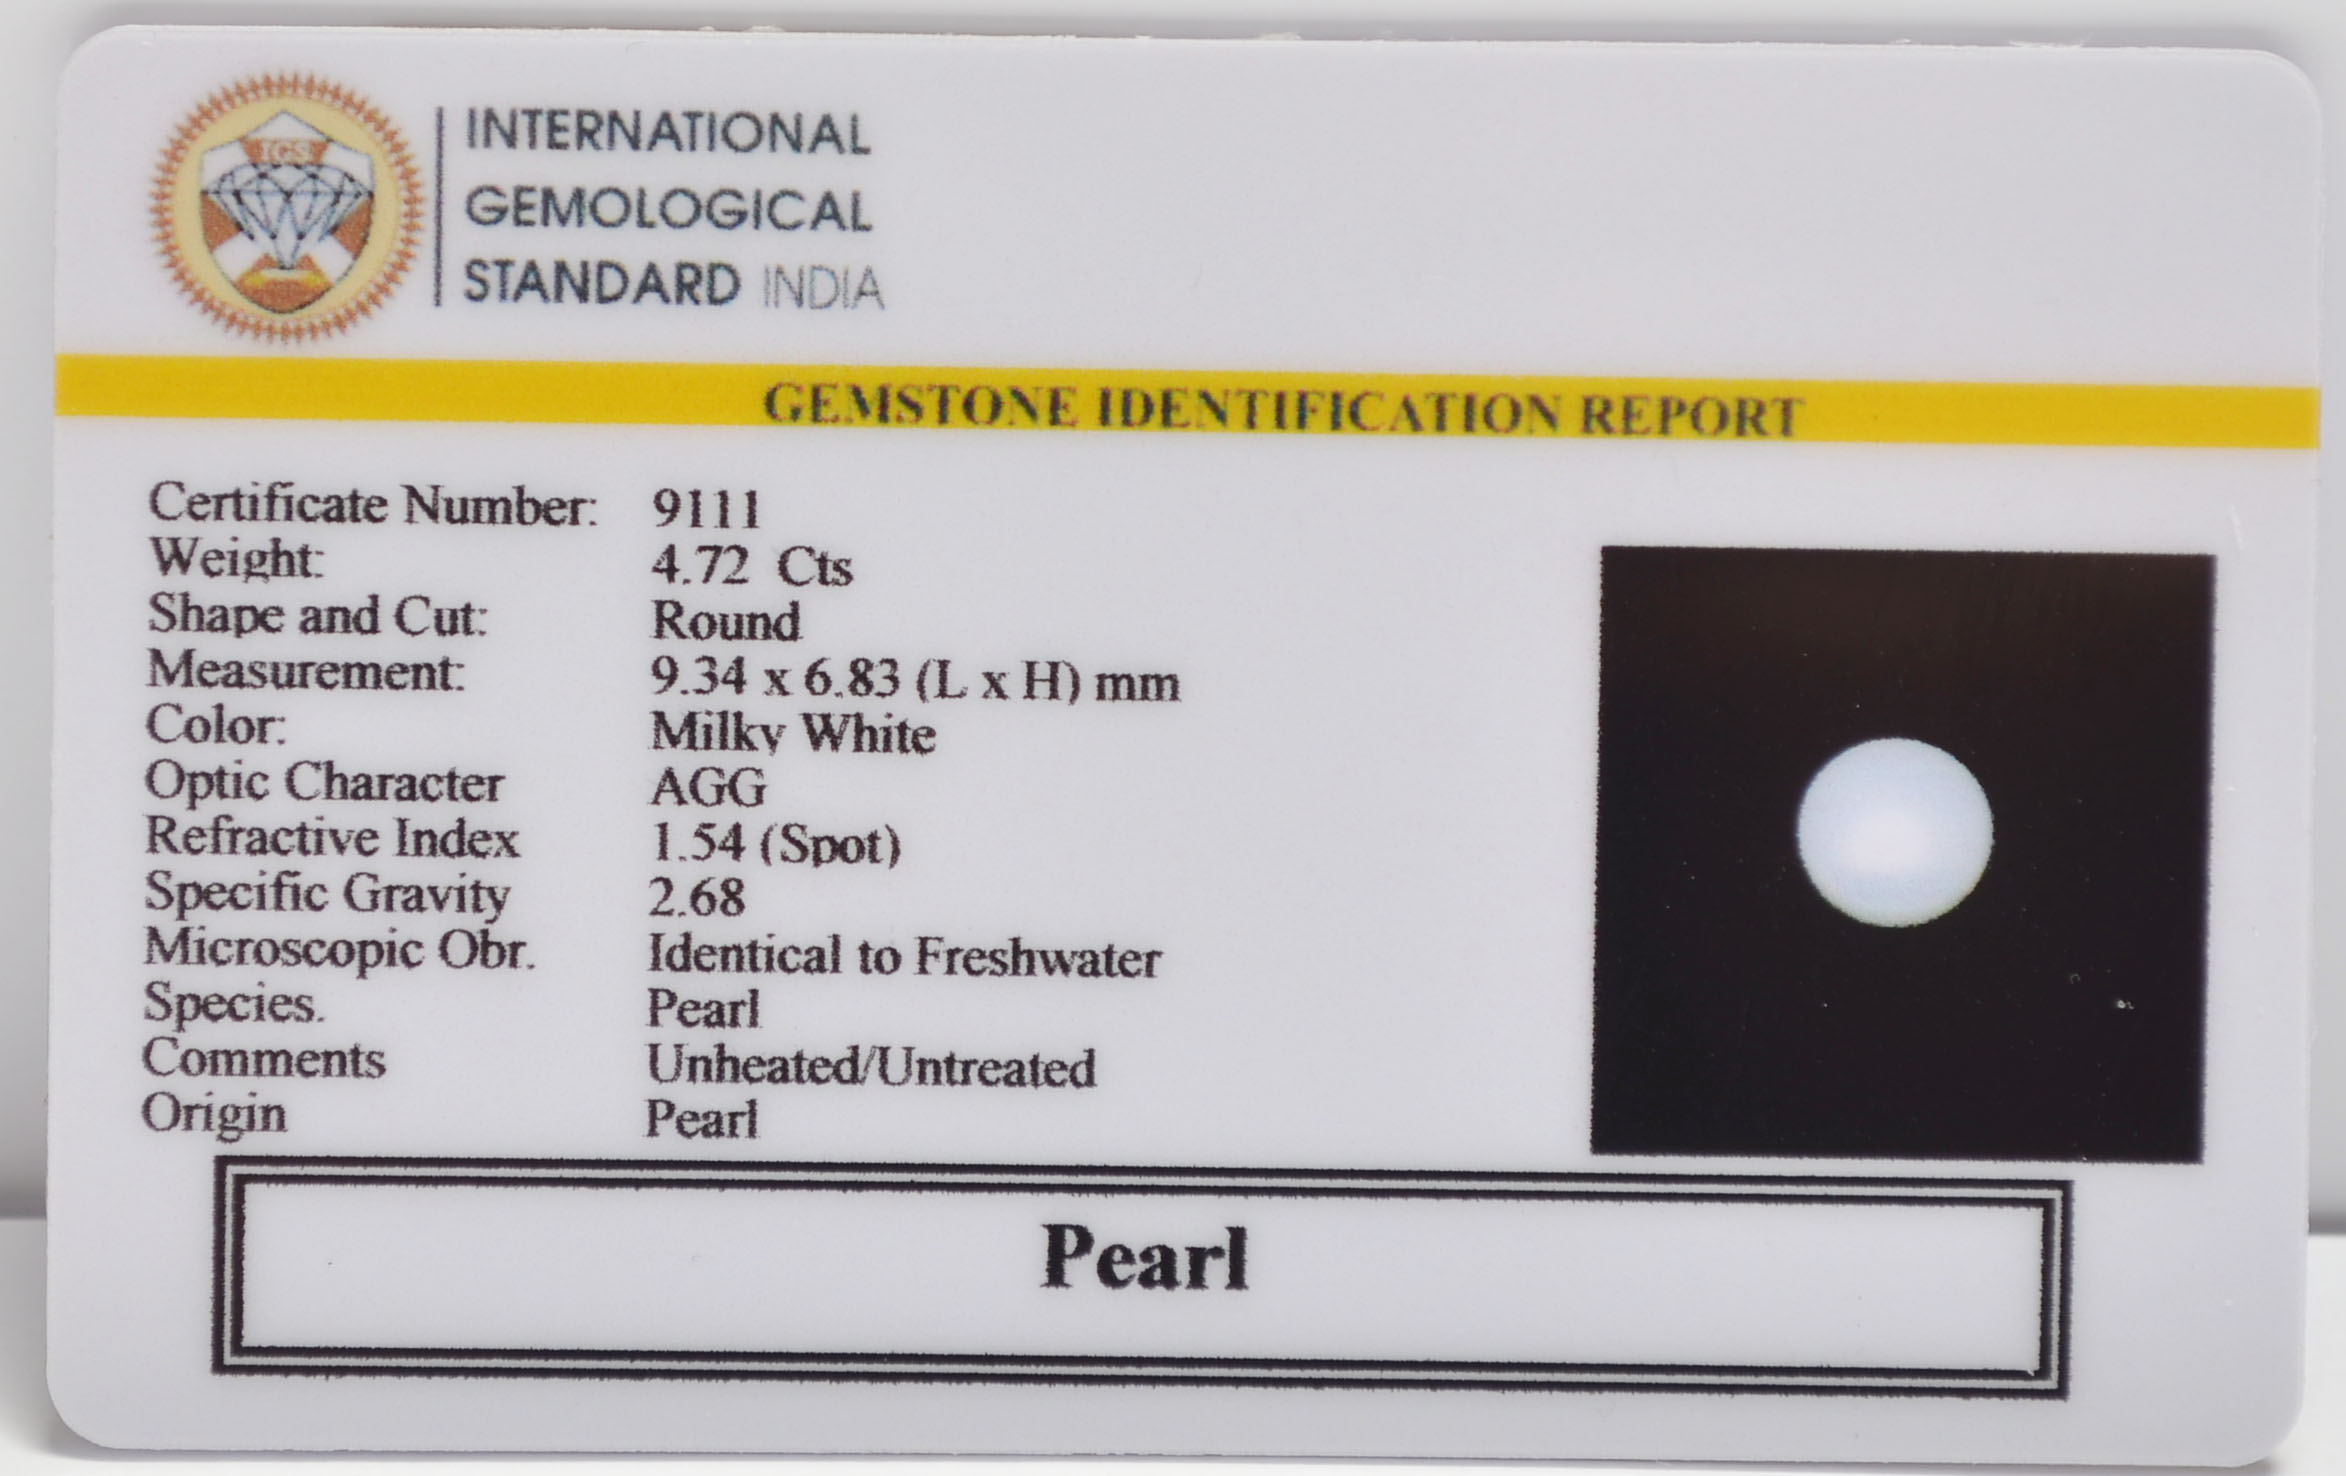 IGS
INTERNATIONAL
GEMOLOGICAL
STANDARD INDIA
GEMSTONE IDENTIFICATION REPORT
Certificate Number: 9111
Weight: 4.72 Cts
Shape and Cut: Round
Measurement: 9.34 x 6.83 (L x H) mm
Color: Milky White
Optic Character AGG
Refractive Index 1.54 (Spot)
Specific Gravity 2.68
Microscopic Obr. Identical to Freshwater
Species. Pearl
Comments Unheated/Untreated
Origin Pearl
Pearl